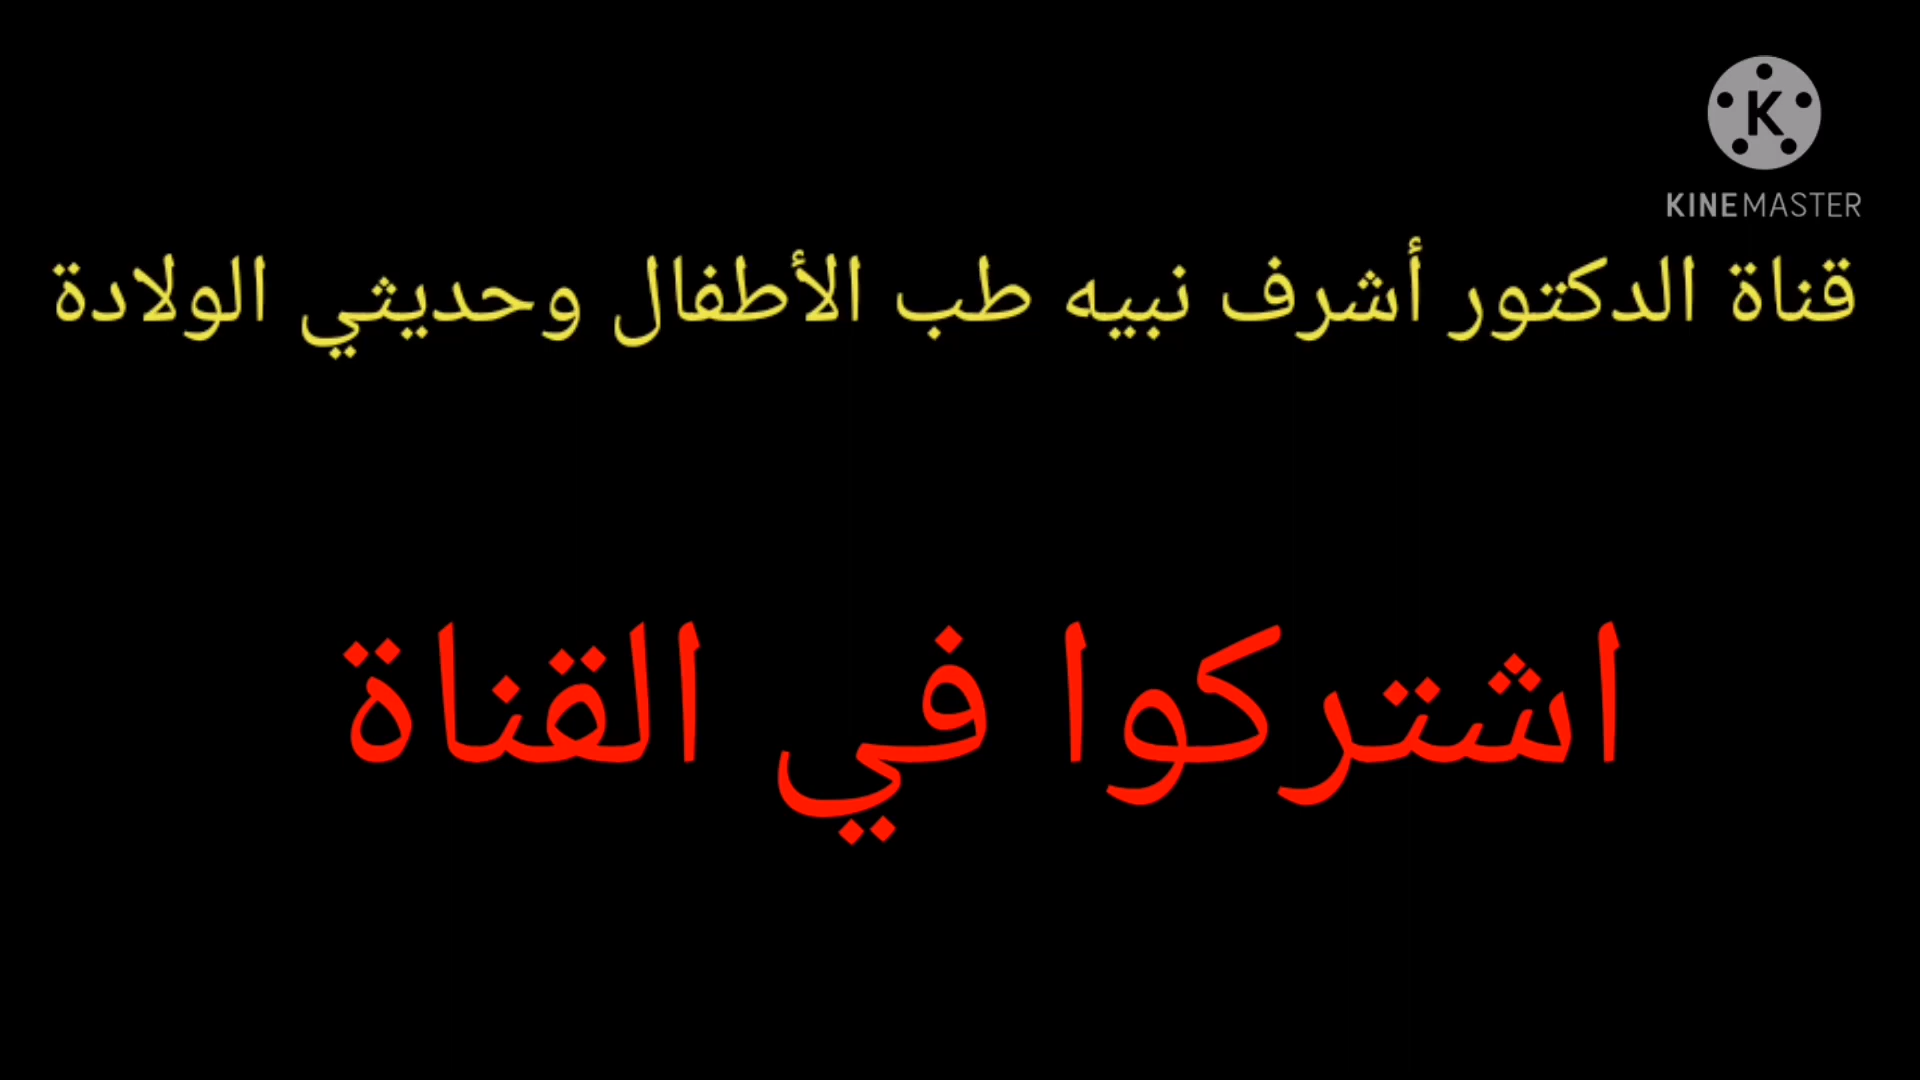 KINEMASTER
قناة الدكتور أشرف نبيه طب الأطفال وحديثي الولادة
اشتركوا في القناة